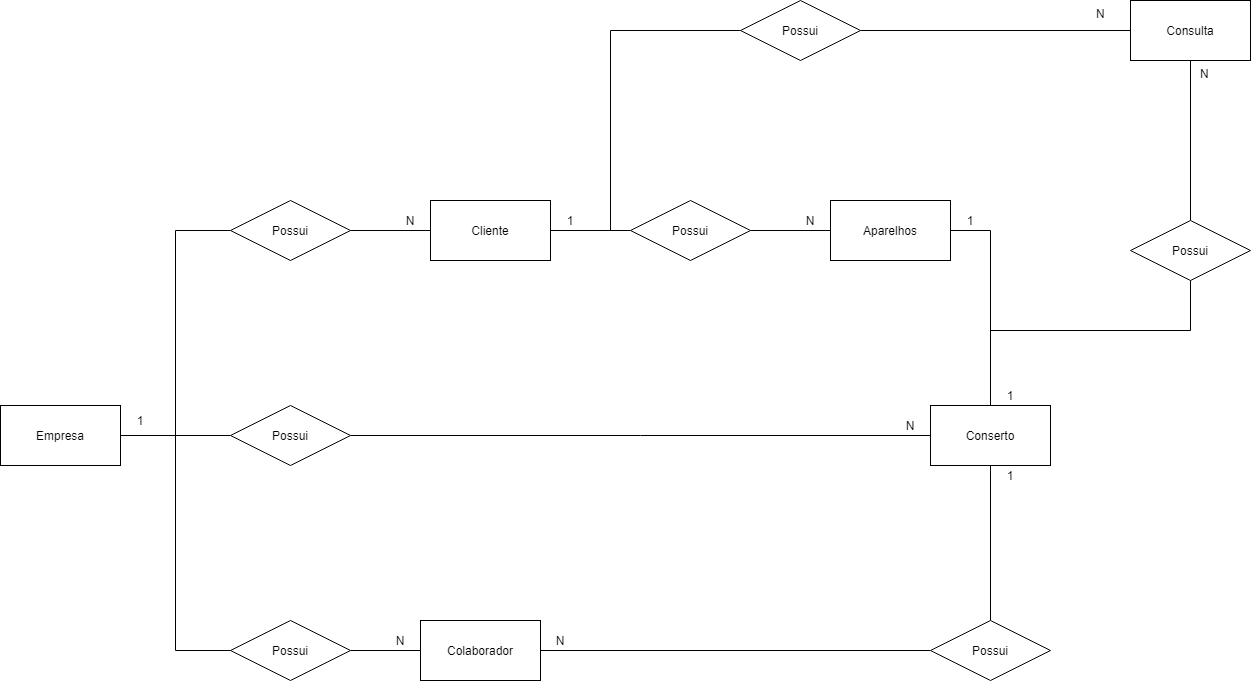 Possui
N
Consulta
N
Possui
N
Cliente
1
Possui
N
Aparelhos
1
Possui
Empresa
1
Possui
N
1
Conserto
1
Possui
N
Colaborador
N
Possui